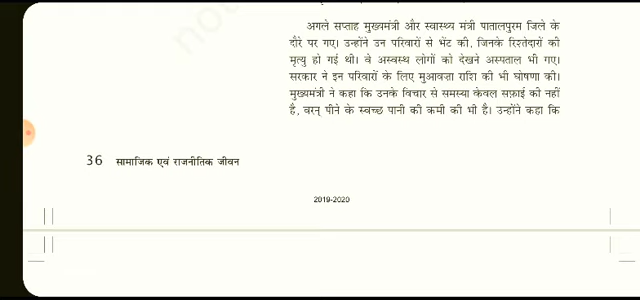 अगले सप्ताह मुख्यमंत्री और स्वास्थ्य मंत्री पातालपुरम जिले के
दौरे पर गए। उन्होंने उन परिवारों से भेंट की, जिनके रिश्तेदारों की
मृत्यु हो गई थी। वे अस्वस्थ लोगों को देखने अस्पताल भी गए।
सरकार ने इन परिवारों के लिए मुआवज़ा राशि की भी घोषणा की।
मुख्यमंत्री ने कहा कि उनके विचार से समस्या केवल सफ़ाई की नहीं
है, वरन् पीने के स्वच्छ पानी की कमी की भी है। उन्होंने कहा कि
36 सामाजिक एवं राजनीतिक जीवन
2019-2020